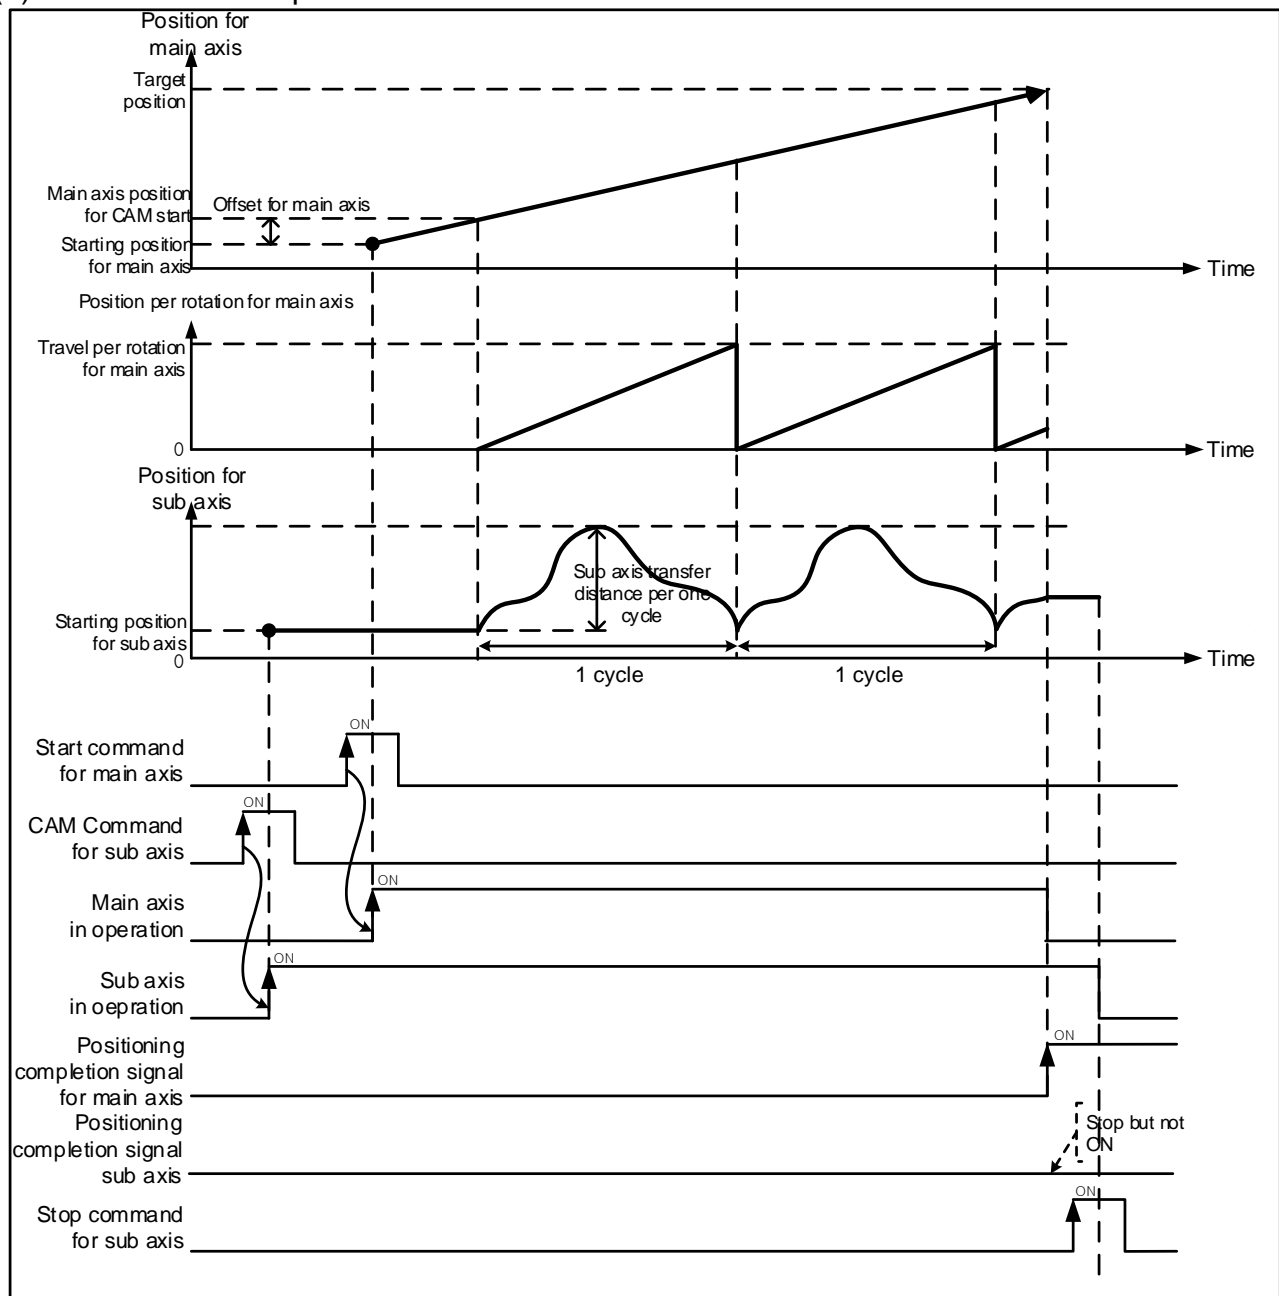 Position for
main axis
Target
position
Main axis position
for CAM start
Offset for main axis
Starting position
for main axis
Time
Position per rotation for main axis
Travel per rotation
for main axis
0
Time
Position for
sub axis
Sub axis transfer
distance per one
cycle
Starting position
for sub axis
0
Time
1 cycle
1 cycle
ON
Start command
for main axis
ON
CAM Command
for sub axis
ON
Main axis
in operation
ON
Sub axis
in oepration
ON
Positioning
completion signal
for main axis
Positioning
completion signal
sub axis
Stop but not
ON
ON
Stop command
for sub axis